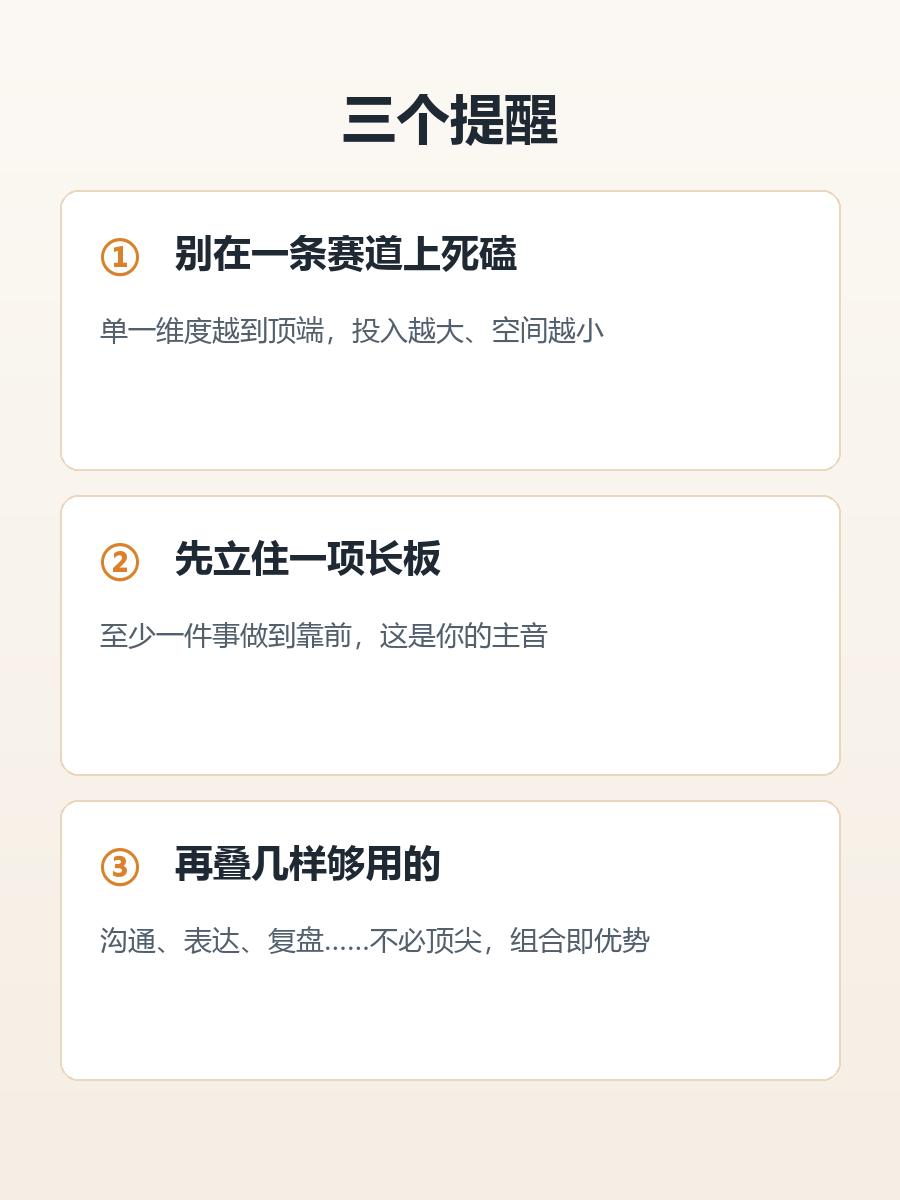 三个提醒
① 别在一条赛道上死磕
单一维度越到顶端，投入越大、空间越小
② 先立住一项长板
至少一件事做到靠前，这是你的主音
③ 再叠几样够用的
沟通、表达、复盘……不必顶尖，组合即优势